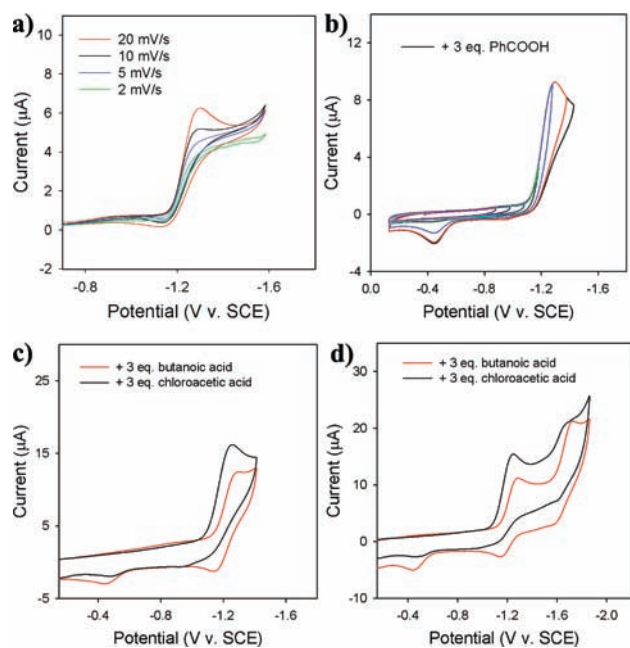 a)
20 mV/s
10 mV/s
5 mV/s
2 mV/s
10
8
6
4
2
0
-2
Current (µA)
-0.8
-1.2
-1.6
Potential (V v. SCE)
b)
+ 3 eq. PhCOOH
12
8
4
0
-4
Current (µA)
0.0
-0.4
-0.8
-1.2
-1.6
Potential (V v. SCE)
c)
+ 3 eq. butanoic acid
+ 3 eq. chloroacetic acid
25
15
5
-5
Current (µA)
-0.4
-0.8
-1.2
-1.6
Potential (V v. SCE)
d)
+ 3 eq. butanoic acid
+ 3 eq. chloroacetic acid
30
20
10
0
-10
Current (µA)
-0.4
-0.8
-1.2
-1.6
-2.0
Potential (V v. SCE)